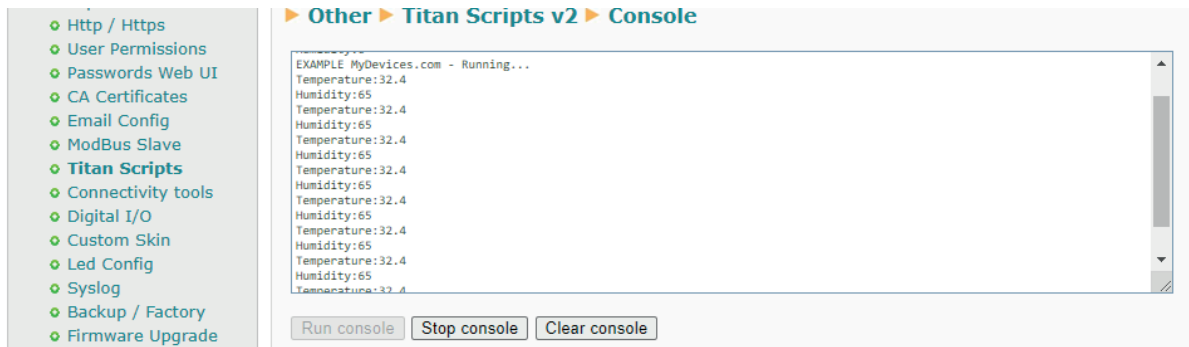 Http / Https
User Permissions
Passwords Web UI
CA Certificates
Email Config
ModBus Slave
Titan Scripts
Connectivity tools
Digital I/O
Custom Skin
Led Config
Syslog
Backup / Factory
Firmware Upgrade
Other Titan Scripts v2 Console
EXAMPLE MyDevices.com - Running...
Temperature:32.4
Humidity:65
Temperature:32.4
Humidity:65
Temperature:32.4
Humidity:65
Temperature:32.4
Humidity:65
Temperature:32.4
Humidity:65
Temperature:32.4
Humidity:65
Temperature:32.4
Humidity:65
Temperature:32.4
Run console Stop console Clear console